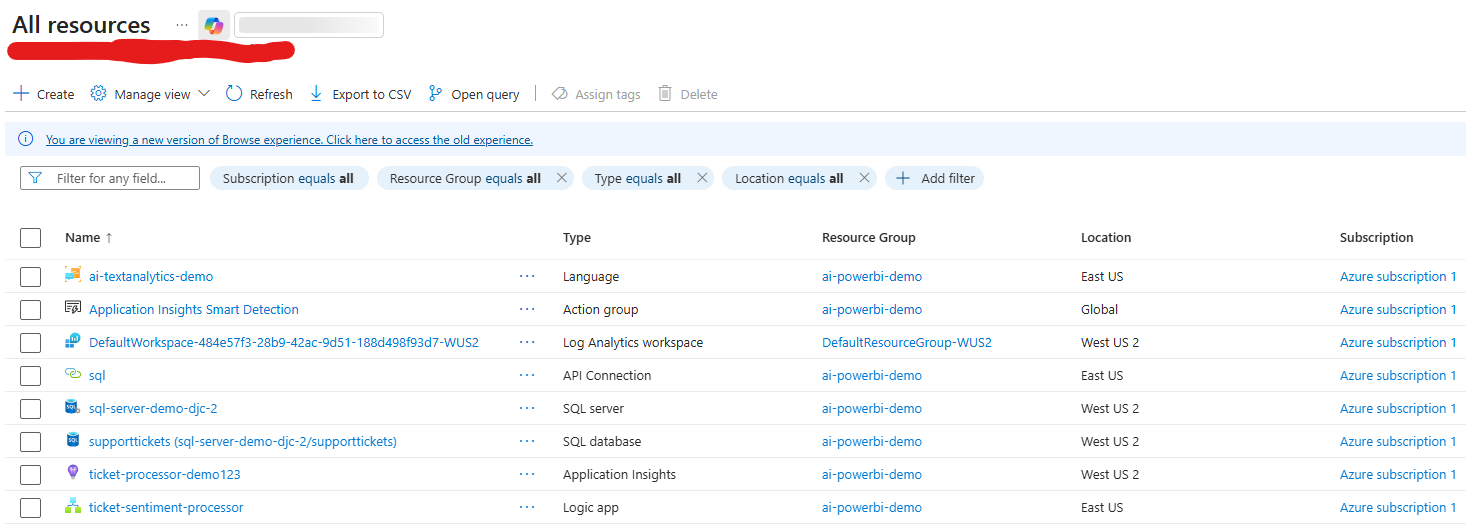 All resources ...
Create Manage view Refresh Export to CSV Open query Assign tags Delete
You are viewing a new version of Browse experience. Click here to access the old experience.
Filter for any field... Subscription equals all Resource Group equals all Type equals all Location equals all Add filter
Name ↑ Type Resource Group Location Subscription
ai-textanalytics-demo ... Language ai-powerbi-demo East US Azure subscription 1
Application Insights Smart Detection ... Action group ai-powerbi-demo Global Azure subscription 1
DefaultWorkspace-484e57f3-28b9-42ac-9d51-188d498f93d7-WUS2 ... Log Analytics workspace DefaultResourceGroup-WUS2 West US 2 Azure subscription 1
sql ... API Connection ai-powerbi-demo East US Azure subscription 1
sql-server-demo-djc-2 ... SQL server ai-powerbi-demo West US 2 Azure subscription 1
supporttickets (sql-server-demo-djc-2/supporttickets) ... SQL database ai-powerbi-demo West US 2 Azure subscription 1
ticket-processor-demo123 ... Application Insights ai-powerbi-demo West US 2 Azure subscription 1
ticket-sentiment-processor ... Logic app ai-powerbi-demo East US Azure subscription 1